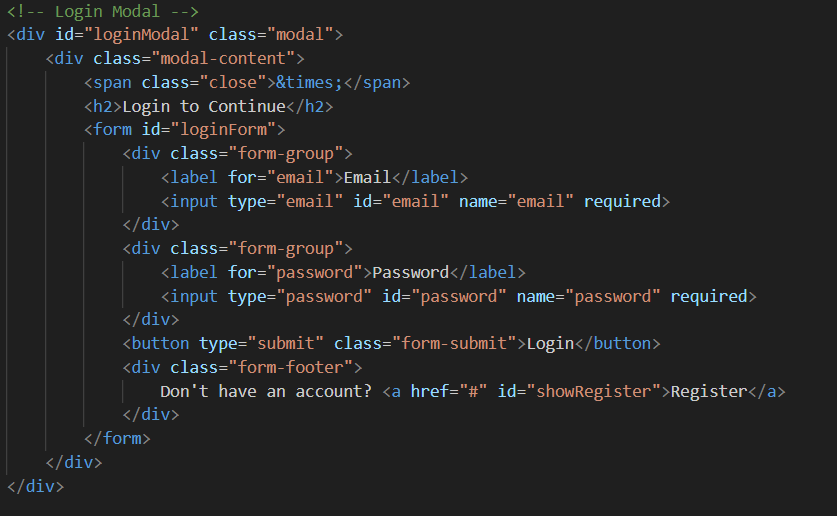 <!-- Login Modal -->
<div id="loginModal" class="modal">
    <div class="modal-content">
        <span class="close">&times;</span>
        <h2>Login to Continue</h2>
        <form id="loginForm">
            <div class="form-group">
                <label for="email">Email</label>
                <input type="email" id="email" name="email" required>
            </div>
            <div class="form-group">
                <label for="password">Password</label>
                <input type="password" id="password" name="password" required>
            </div>
            <button type="submit" class="form-submit">Login</button>
            <div class="form-footer">
                Don't have an account? <a href="#" id="showRegister">Register</a>
            </div>
        </form>
    </div>
</div>